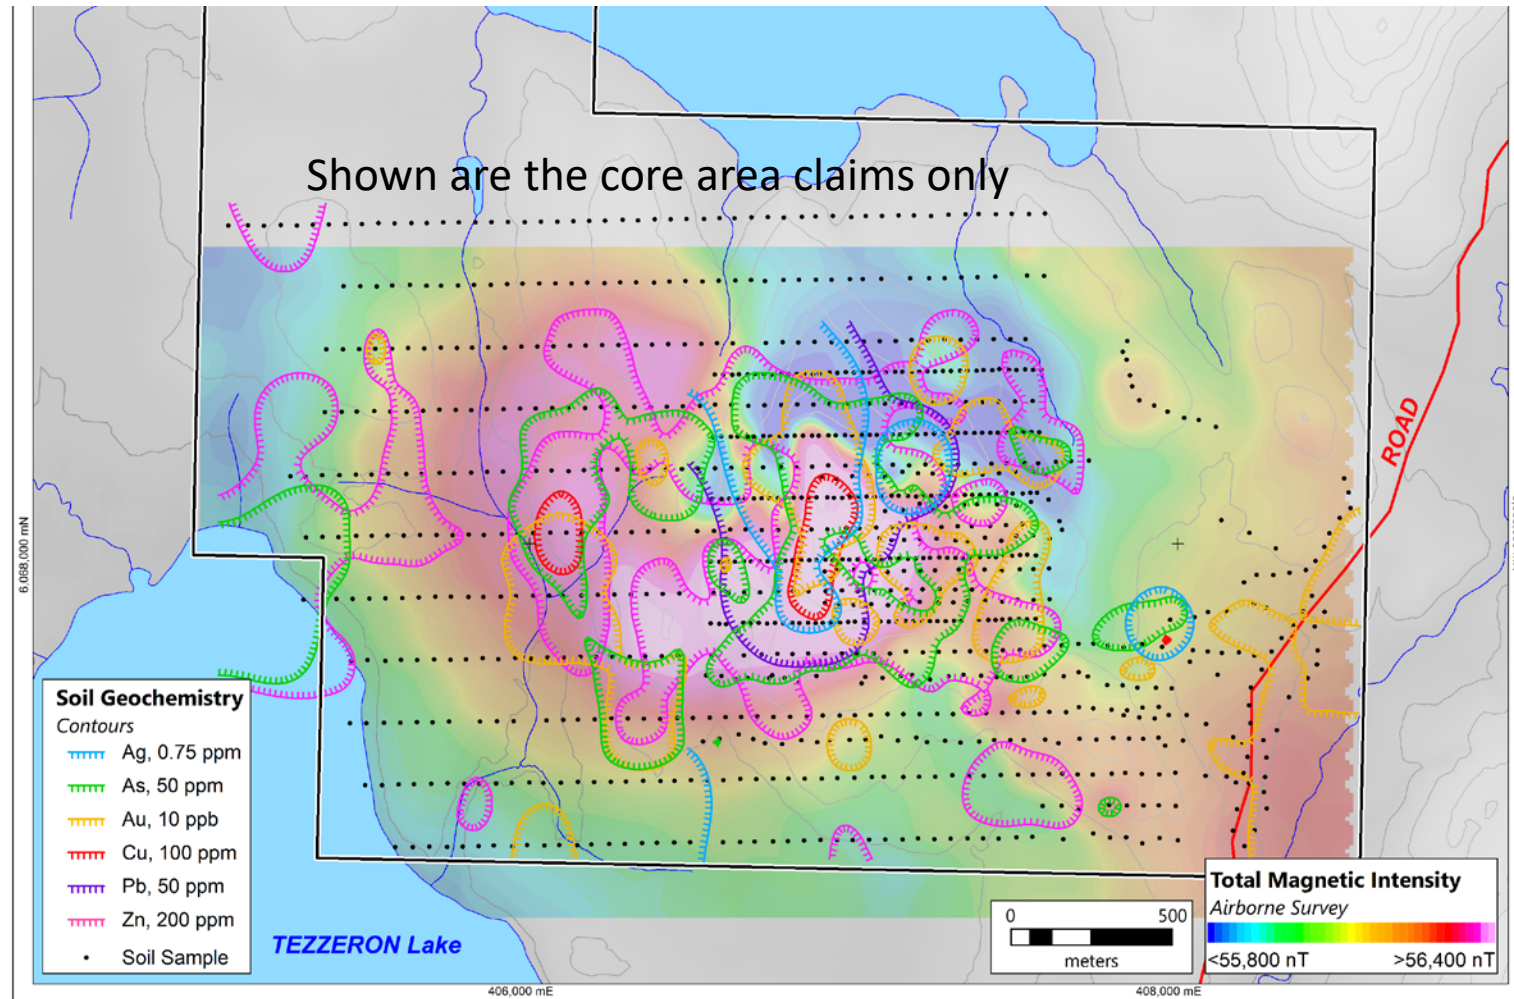 Shown are the core area claims only
ROAD
6,068,000 mN
Soil Geochemistry
Contours
Ag, 0.75 ppm
As, 50 ppm
Au, 10 ppb
Cu, 100 ppm
Pb, 50 ppm
Zn, 200 ppm
Soil Sample
TEZZERON Lake
0 500
meters
Total Magnetic Intensity
Airborne Survey
<55,800 nT >56,400 nT
406,000 mE
408,000 mE